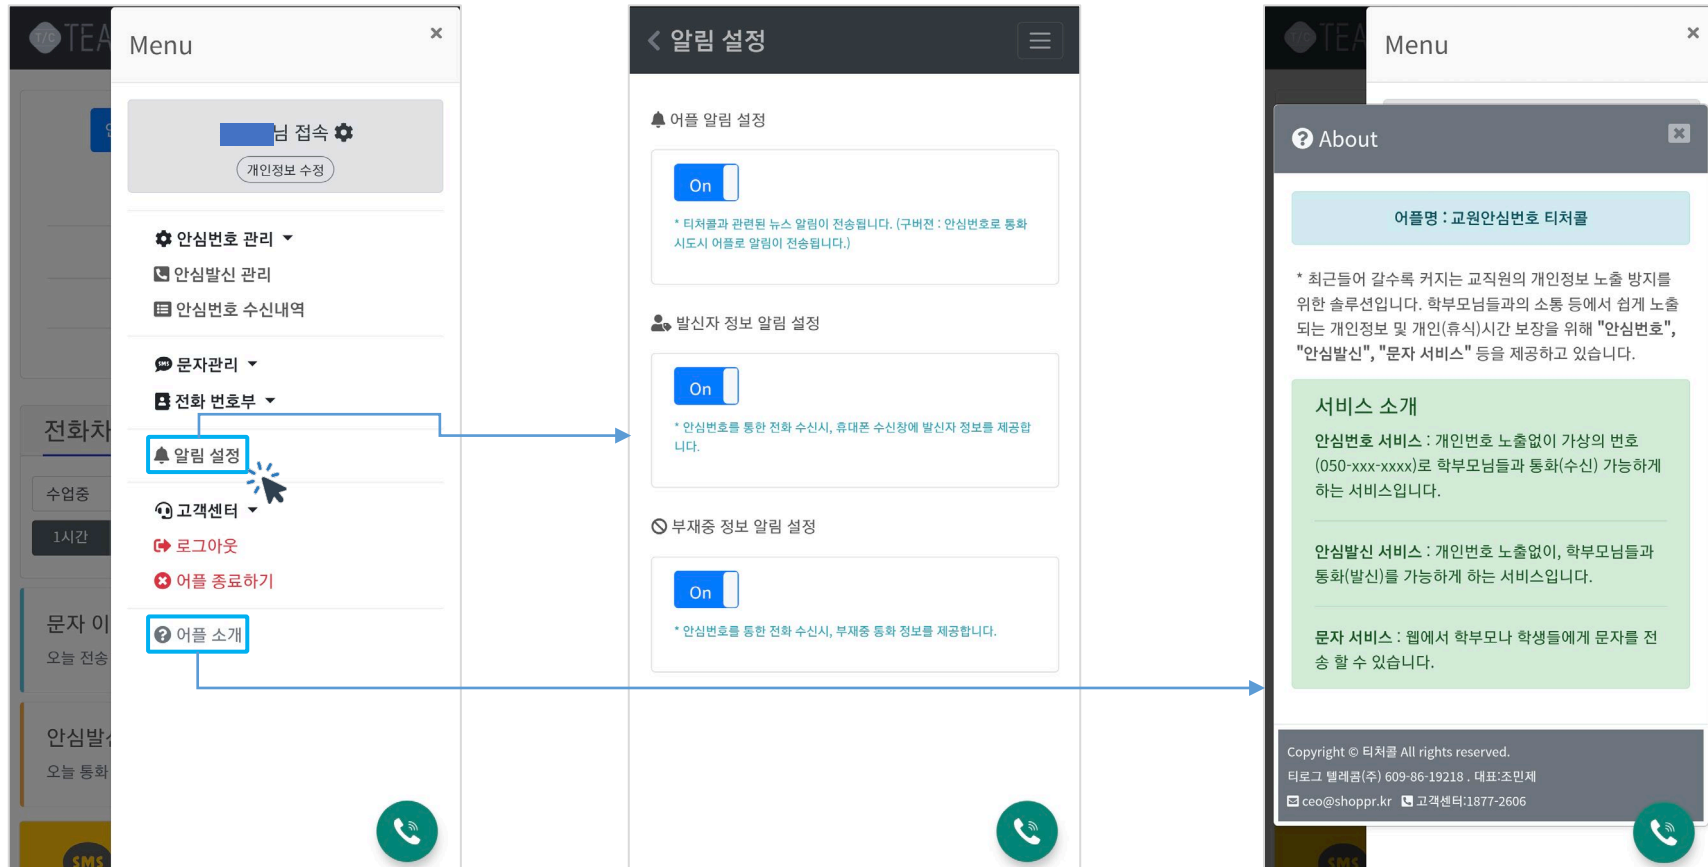 T/C TEA
Menu
×
님 접속
개인정보 수정
안심번호 관리
안심발신 관리
안심번호 수신내역
문자관리
전화 번호부
알림 설정
고객센터
로그아웃
어플 종료하기
어플 소개
전화차
수업중
1시간
문자 이
오늘 전송
안심발
오늘 통화
SMS
알림 설정
어플 알림 설정
On
* 티처콜과 관련된 뉴스 알림이 전송됩니다. (구버젼 : 안심번호로 통화
시도시 어플로 알림이 전송됩니다.)
발신자 정보 알림 설정
On
* 안심번호를 통한 전화 수신시, 휴대폰 수신창에 발신자 정보를 제공합
니다.
부재중 정보 알림 설정
On
* 안심번호를 통한 전화 수신시, 부재중 통화 정보를 제공합니다.
T/C TEA
Menu
×
About
×
어플명 : 교원안심번호 티처콜
* 최근들어 갈수록 커지는 교직원의 개인정보 노출 방지를
위한 솔루션입니다. 학부모님들과의 소통 등에서 쉽게 노출
되는 개인정보 및 개인(휴식)시간 보장을 위해 "안심번호",
"안심발신", "문자 서비스" 등을 제공하고 있습니다.
서비스 소개
안심번호 서비스 : 개인번호 노출없이 가상의 번호
(050-xxx-xxxx)로 학부모님들과 통화(수신) 가능하게
하는 서비스입니다.
안심발신 서비스 : 개인번호 노출없이, 학부모님들과
통화(발신)를 가능하게 하는 서비스입니다.
문자 서비스 : 웹에서 학부모나 학생들에게 문자를 전
송 할 수 있습니다.
Copyright © 티처콜 All rights reserved.
티로그 텔레콤(주) 609-86-19218 . 대표:조민제
ceo@shoppr.kr 고객센터:1877-2606
SMS